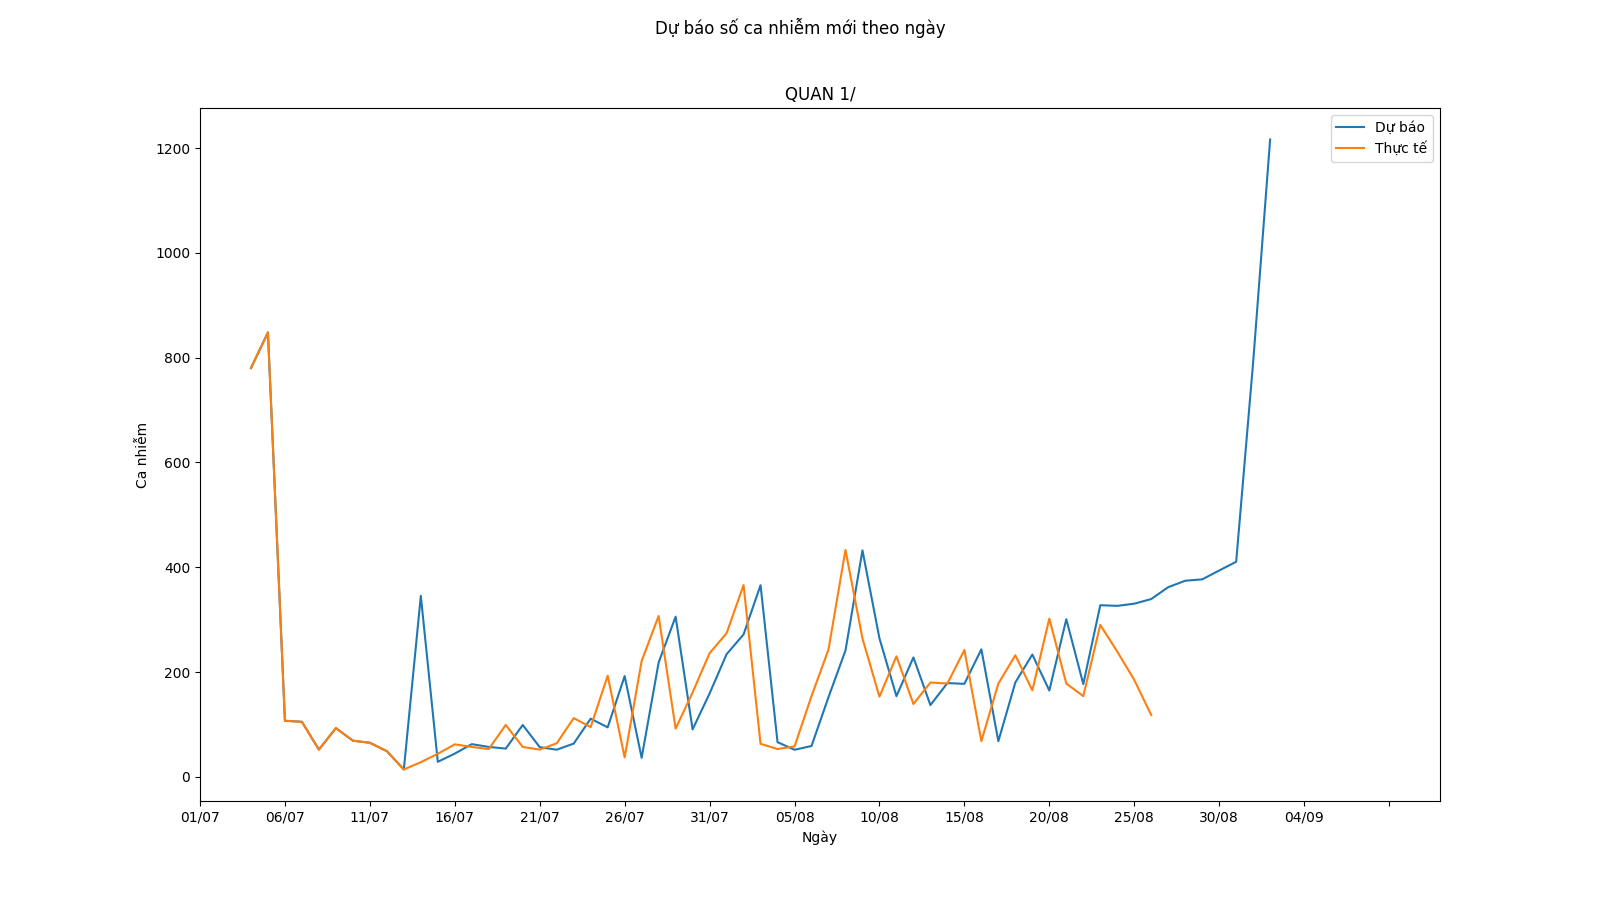 Dự báo số ca nhiễm mới theo ngày
QUAN 1/
Dự báo
Thực tế
1200
1000
800
600
400
200
0
Ca nhiễm
01/07 06/07 11/07 16/07 21/07 26/07 31/07 05/08 10/08 15/08 20/08 25/08 30/08 04/09
Ngày